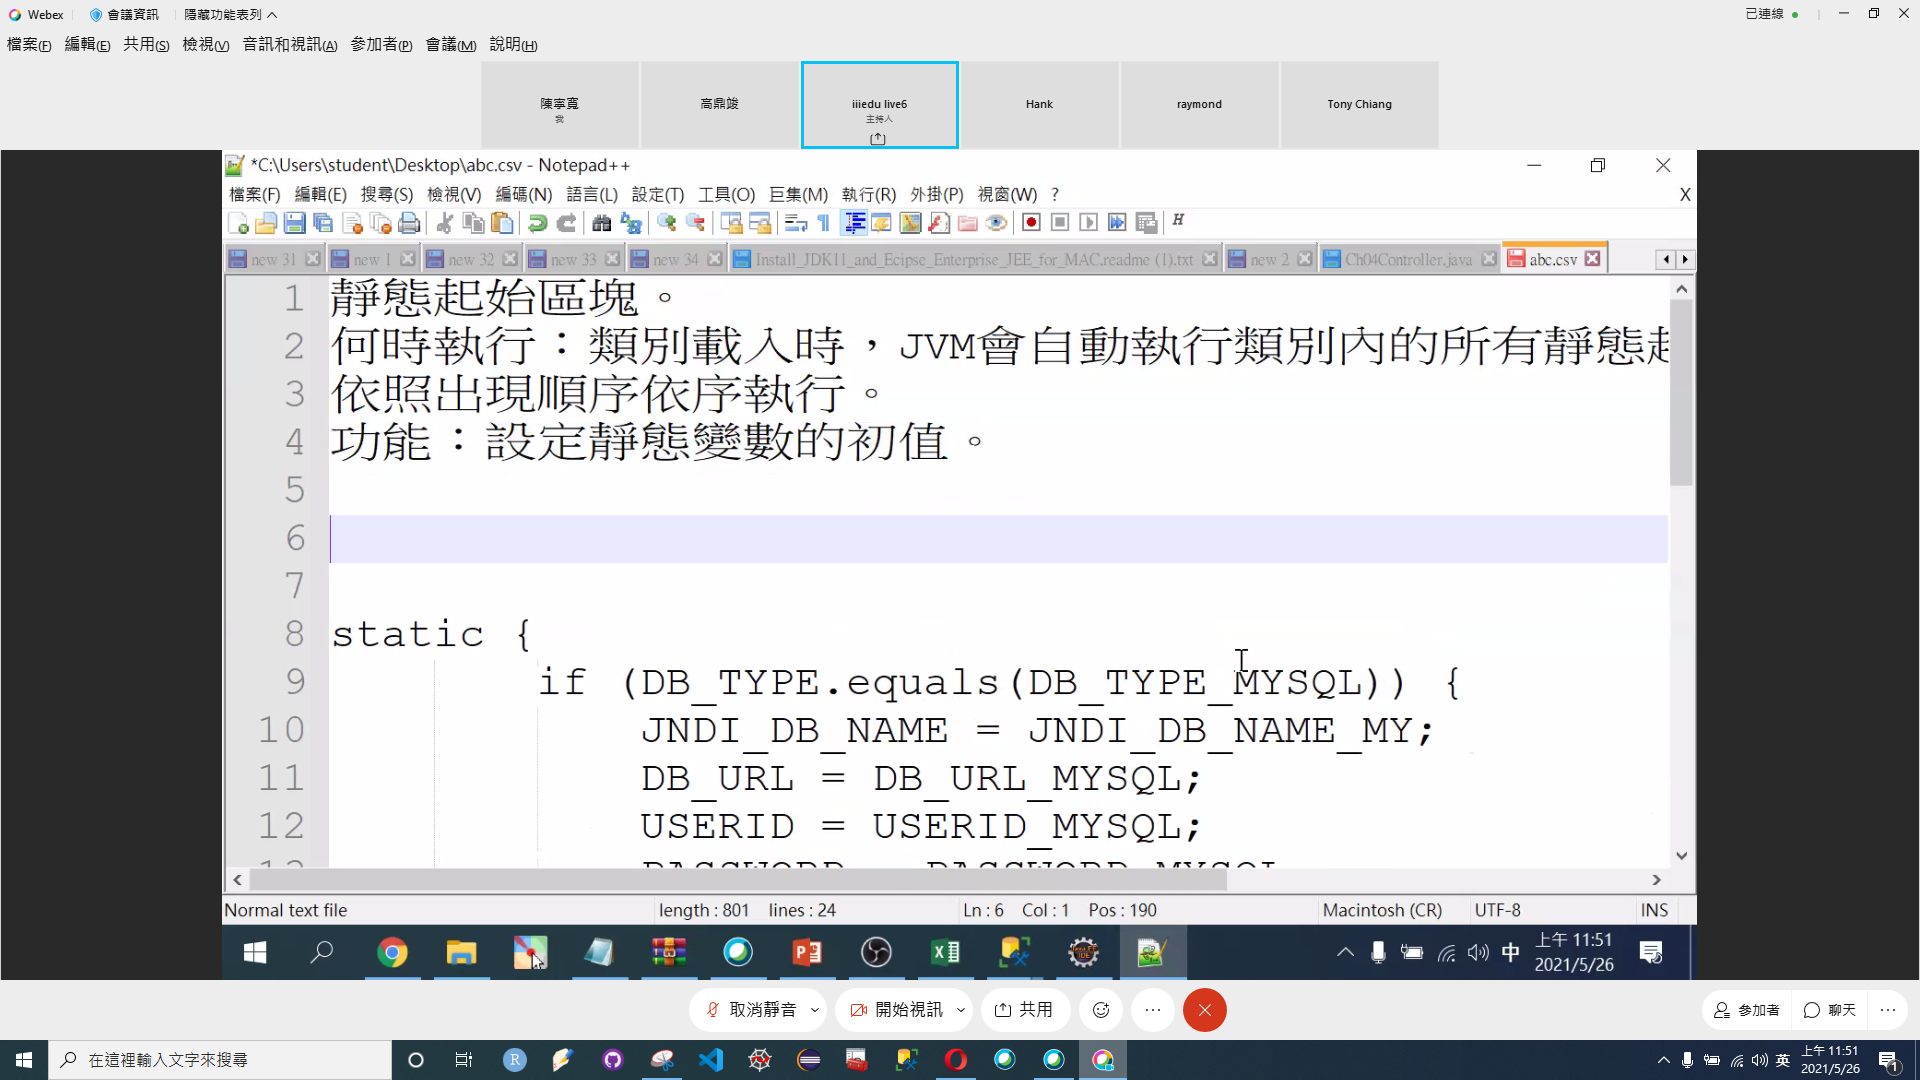 Webex 會議資訊 隱藏功能表列 已連線
檔案(F) 編輯(E) 共用(S) 檢視(V) 音訊和視訊(A) 參加者(P) 會議(M) 說明(H)
陳寧寬 高鼎竣 iiiedu live6 Hank raymond Tony Chiang
我 主持人
*C:\Users\student\Desktop\abc.csv - Notepad++
檔案(F) 編輯(E) 搜尋(S) 檢視(V) 編碼(N) 語言(L) 設定(T) 工具(O) 巨集(M) 執行(R) 外掛(P) 視窗(W) ? X
new 31 new 1 new 32 new 33 new 34 Install_JDK11_and_Ecipse_Enterprise_JEE_for_MAC.readme (1).txt new 2 Ch04Controller.java abc.csv
1 靜態起始區塊。
2 何時執行：類別載入時，JVM會自動執行類別內的所有靜態
3 依照出現順序依序執行。
4 功能：設定靜態變數的初值。
5
6
7
8 static {
9 if (DB_TYPE.equals(DB_TYPE_MYSQL)) {
10 JNDI_DB_NAME = JNDI_DB_NAME_MY;
11 DB_URL = DB_URL_MYSQL;
12 USERID = USERID_MYSQL;
Normal text file length : 801 lines : 24 Ln : 6 Col : 1 Pos : 190 Macintosh (CR) UTF-8 INS
中 上午 11:51
2021/5/26
取消靜音 開始視訊 共用 參加者 聊天
在這裡輸入文字來搜尋 英 上午 11:51
2021/5/26